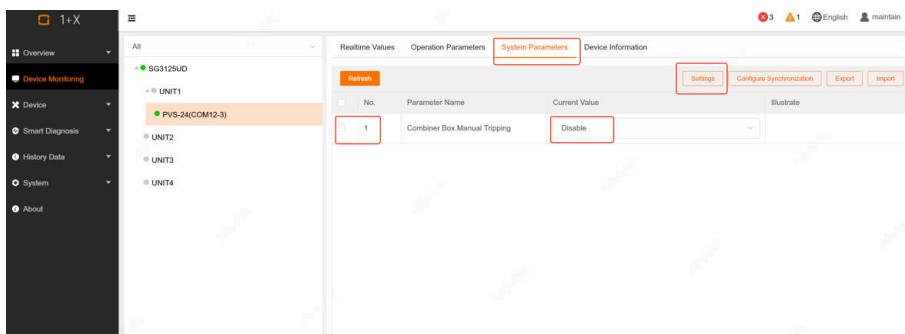 1+X
3 1 English maintain
Overview
Device Monitoring
Device
Smart Diagnosis
History Data
System
About
All
SG3125UD
UNIT1
PVS-24(COM12-3)
UNIT2
UNIT3
UNIT4
Realtime Values Operation Parameters System Parameters Device Information
Refresh Settings Configure Synchronization Export Import
No. Parameter Name Current Value Illustrate
1 Combiner Box Manual Tripping Disable